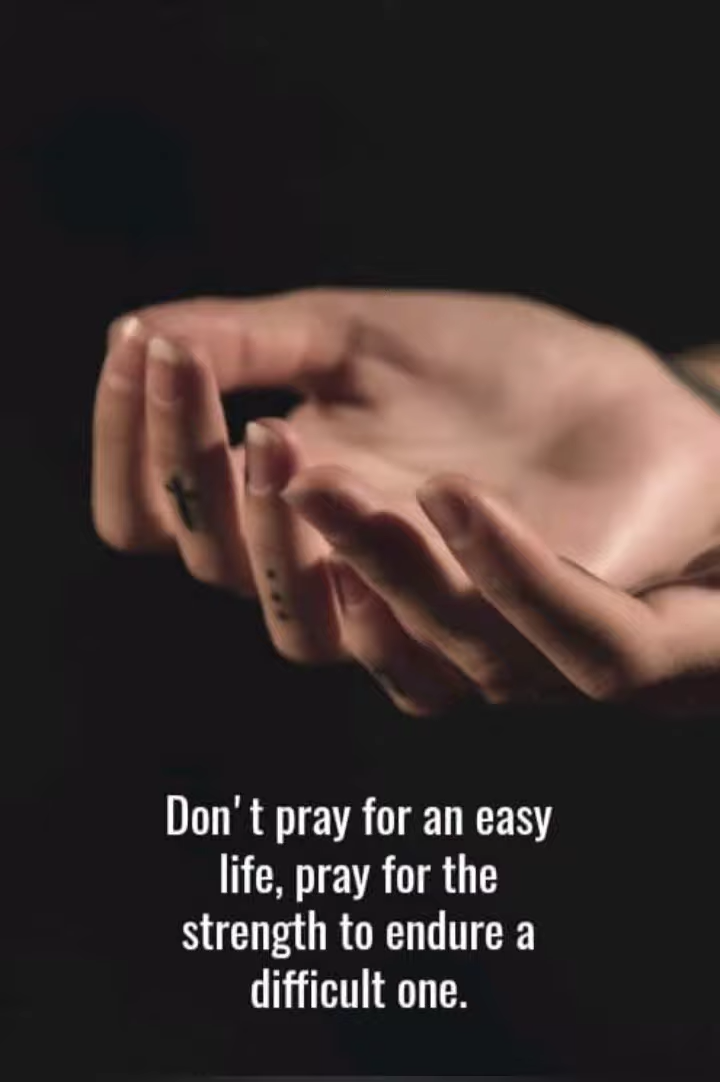 Don't pray for an easy
life, pray for the
strength to endure a
difficult one.